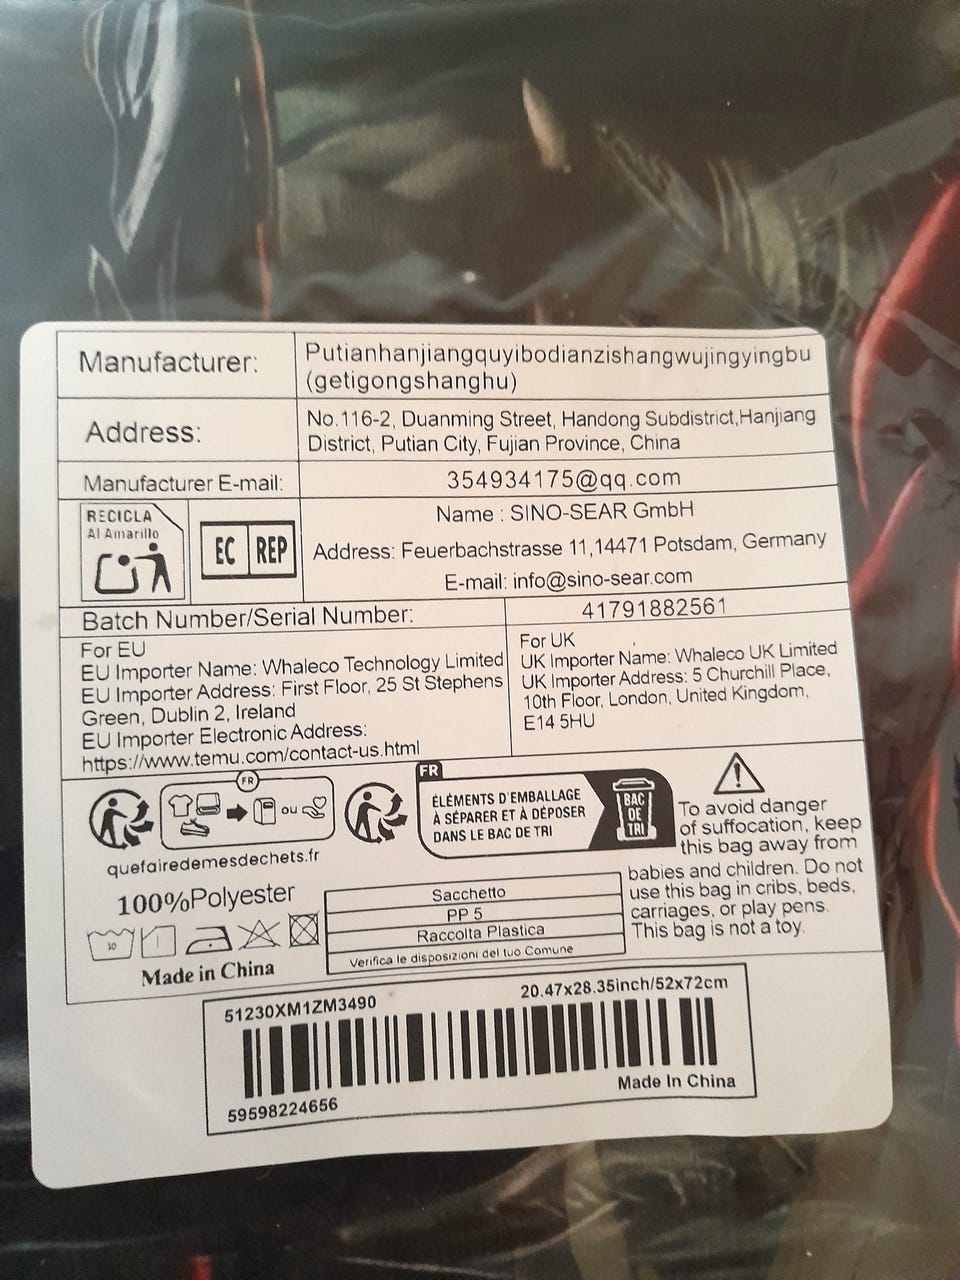 Manufacturer:
Putianhanjiangquyibodianzishangwujingyingbu
(getigongshanghu)
Address:
No.116-2, Duanming Street, Handong Subdistrict,Hanjiang
District, Putian City, Fujian Province, China
Manufacturer E-mail:
354934175@qq.com
RECICLA
Al Amarillo
EC REP
Name : SINO-SEAR GmbH
Address: Feuerbachstrasse 11,14471 Potsdam, Germany
E-mail: info@sino-sear.com
Batch Number/Serial Number:
41791882561
For EU
EU Importer Name: Whaleco Technology Limited
EU Importer Address: First Floor, 25 St Stephens
Green, Dublin 2, Ireland
EU Importer Electronic Address:
https://www.temu.com/contact-us.html
For UK
UK Importer Name: Whaleco UK Limited
UK Importer Address: 5 Churchill Place,
10th Floor, London, United Kingdom,
E14 5HU
FR
ou
quefairedemesdechets.fr
FR
ÉLÉMENTS D'EMBALLAGE
À SÉPARER ET À DÉPOSER
DANS LE BAC DE TRI
BAC
DE
TRI
To avoid danger
of suffocation, keep
this bag away from
babies and children. Do not
use this bag in cribs, beds,
carriages, or play pens.
This bag is not a toy.
100%Polyester
30
Made in China
Sacchetto
PP 5
Raccolta Plastica
Verifica le disposizioni del tuo Comune
51230XM1ZM3490
20.47x28.35inch/52x72cm
59598224656
Made In China